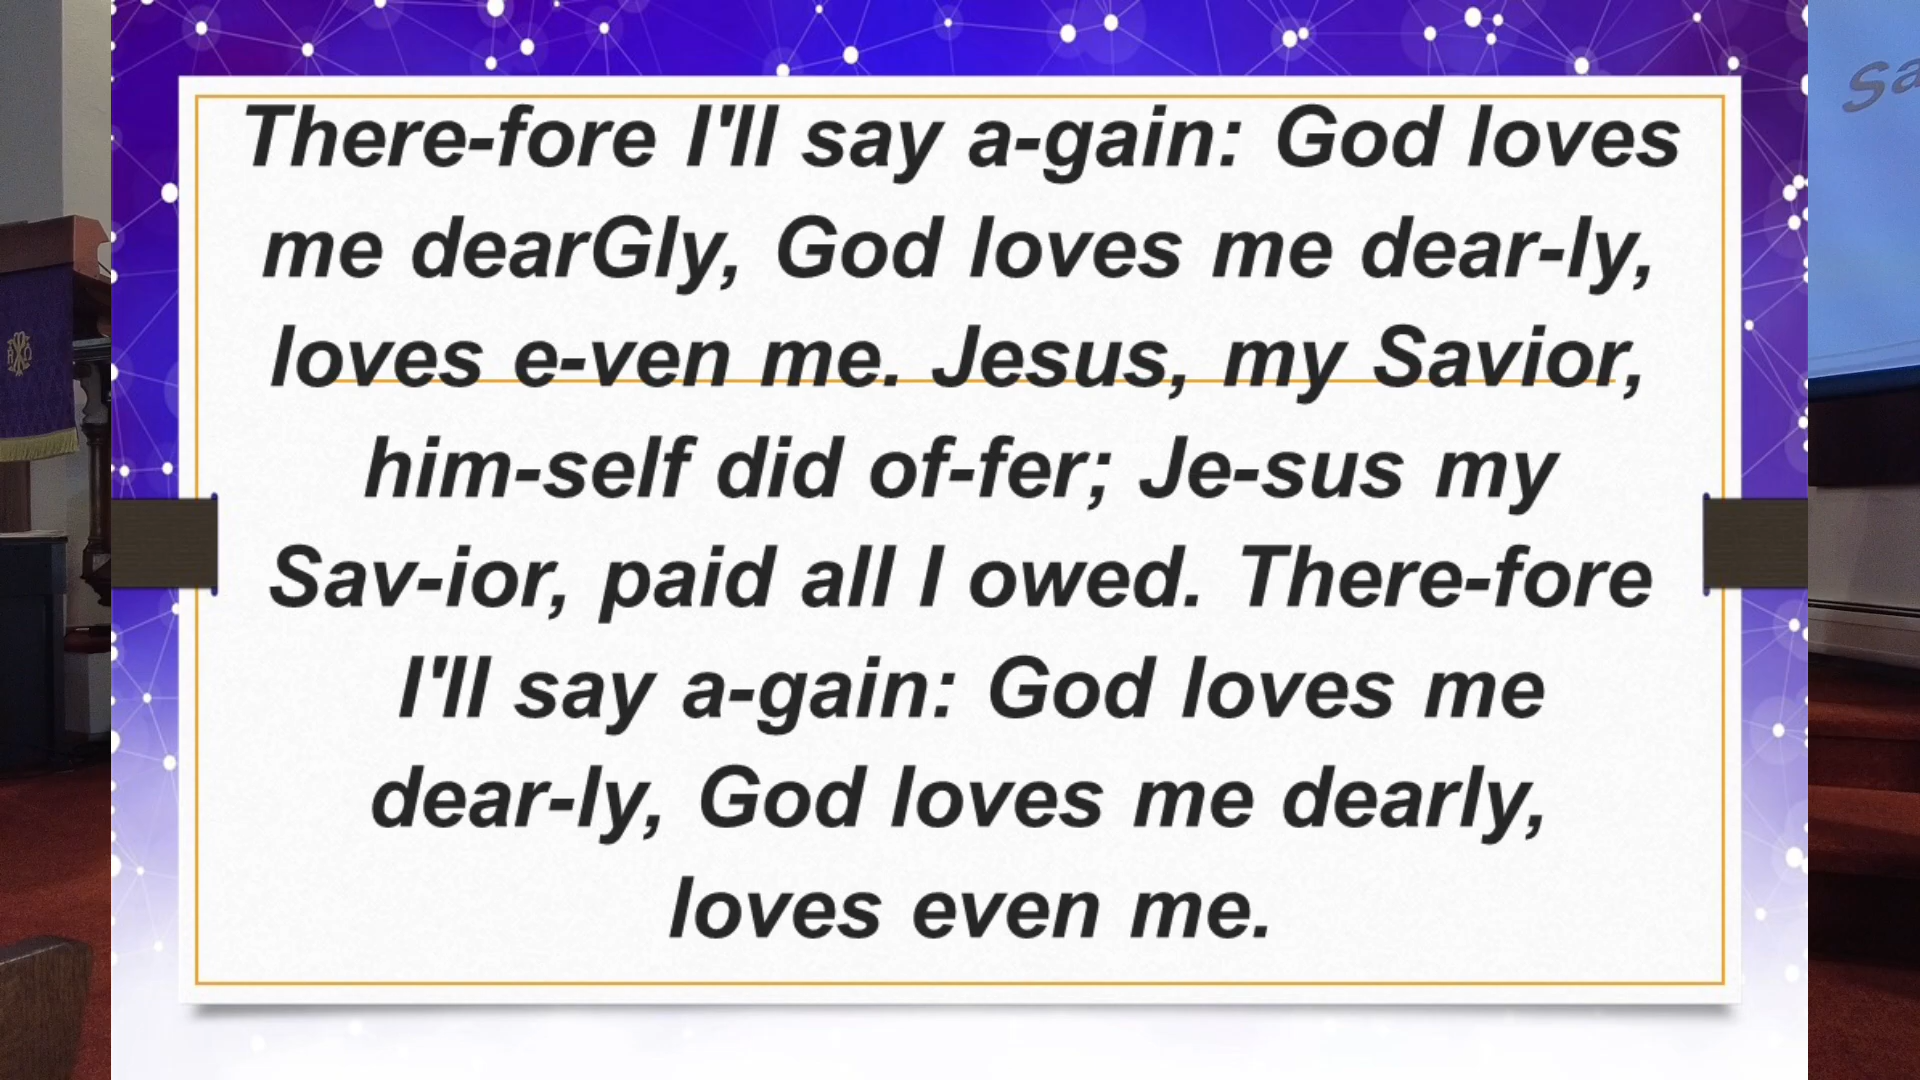 There-fore I'll say a-gain: God loves
me dearGly, God loves me dear-ly,
loves e-ven me. Jesus, my Savior,
him-self did of-fer; Je-sus my
Sav-ior, paid all I owed. There-fore
I'll say a-gain: God loves me
dear-ly, God loves me dearly,
loves even me.